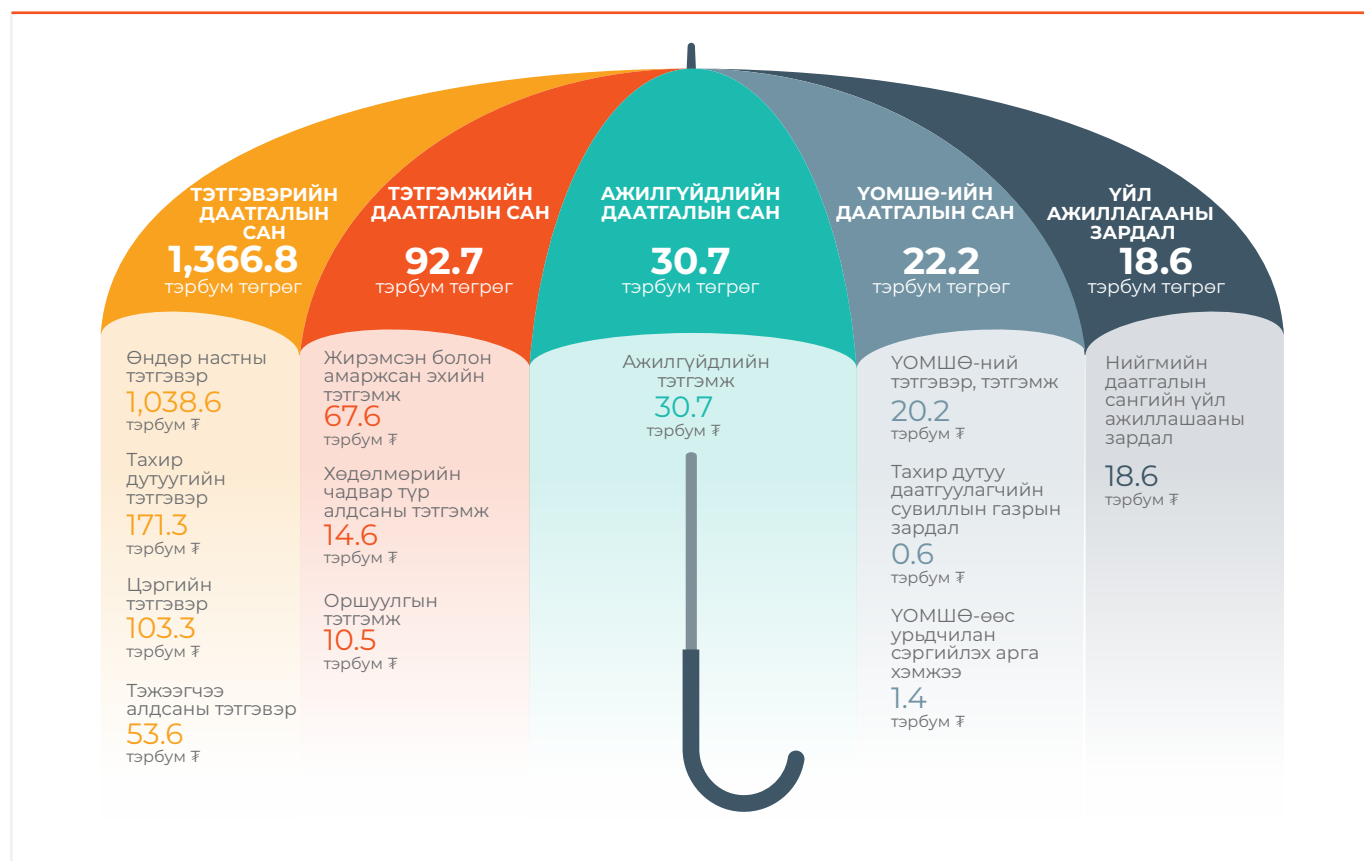 ТЭТГЭВЭРИЙН
ДААТГАЛЫН
САН
1,366.8
тэрбум төгрөг
Өндөр настны
тэтгэвэр
1,038.6
тэрбум ₮
Тахир
дутуугийн
тэтгэвэр
171.3
тэрбум ₮
Цэргийн
тэтгэвэр
103.3
тэрбум ₮
Тэжээгчээ
алдсаны тэтгэвэр
53.6
тэрбум ₮
ТЭТГЭМЖИЙН
ДААТГАЛЫН САН
92.7
тэрбум төгрөг
Жирэмсэн болон
амаржсан эхийн
тэтгэмж
67.6
тэрбум ₮
Хөдөлмөрийн
чадвар түр
алдсаны тэтгэмж
14.6
тэрбум ₮
Оршуулгын
тэтгэмж
10.5
тэрбум ₮
АЖИЛГҮЙДЛИЙН
ДААТГАЛЫН САН
30.7
тэрбум төгрөг
Ажилгүйдлийн
тэтгэмж
30.7
тэрбум ₮
ҮОМШӨ-ИЙН
ДААТГАЛЫН САН
22.2
тэрбум төгрөг
ҮОМШӨ-ний
тэтгэвэр, тэтгэмж
20.2
тэрбум ₮
Тахир дутуу
даатгуулагчийн
сувиллын газрын
зардал
0.6
тэрбум ₮
ҮОМШӨ-өөс
урьдчилан
сэргийлэх арга
хэмжээ
1.4
тэрбум ₮
ҮЙЛ
АЖИЛЛАГААНЫ
ЗАРДАЛ
18.6
тэрбум төгрөг
Нийгмийн
даатгалын
сангийн үйл
ажиллашааны
зардал
18.6
тэрбум ₮